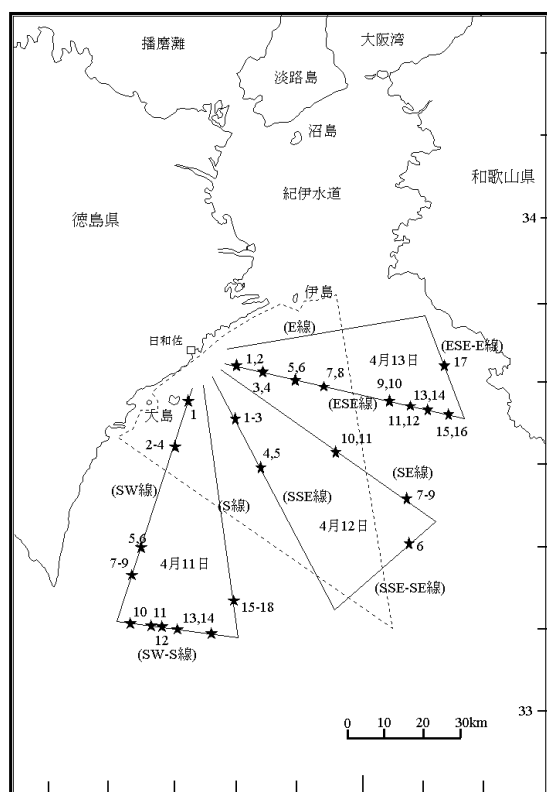 大阪湾
播磨灘
淡路島
沼島
和歌山県
紀伊水道
徳島県
34
伊島
(E線)
日和佐
(ESE-E線)
4月13日
17
1,2
3,4
5,6
7,8
(ESE線)
9,10
11,12
13,14
15,16
大島
1
1-3
2-4
4,5
10,11
(SE線)
(SW線)
(S線)
(SSE線)
7-9
4月12日
5,6
6
7-9
4月11日
(SSE-SE線)
15-18
10
11
12
13,14
(SW-S線)
33
0
10
20
30km